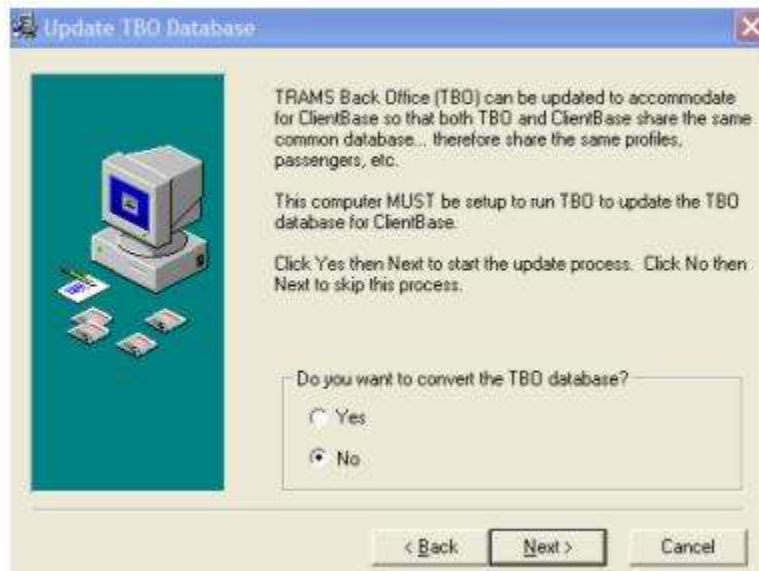 Update TBO Database
TRAMS Back Office (TBO) can be updated to accommodate
for ClientBase so that both TBO and ClientBase share the same
common database... therefore share the same profiles,
passengers, etc.
This computer MUST be setup to run TBO to update the TBO
database for ClientBase.
Click Yes then Next to start the update process.  Click No then
Next to skip this process.
Do you want to convert the TBO database?
Yes
No
< Back
Next >
Cancel